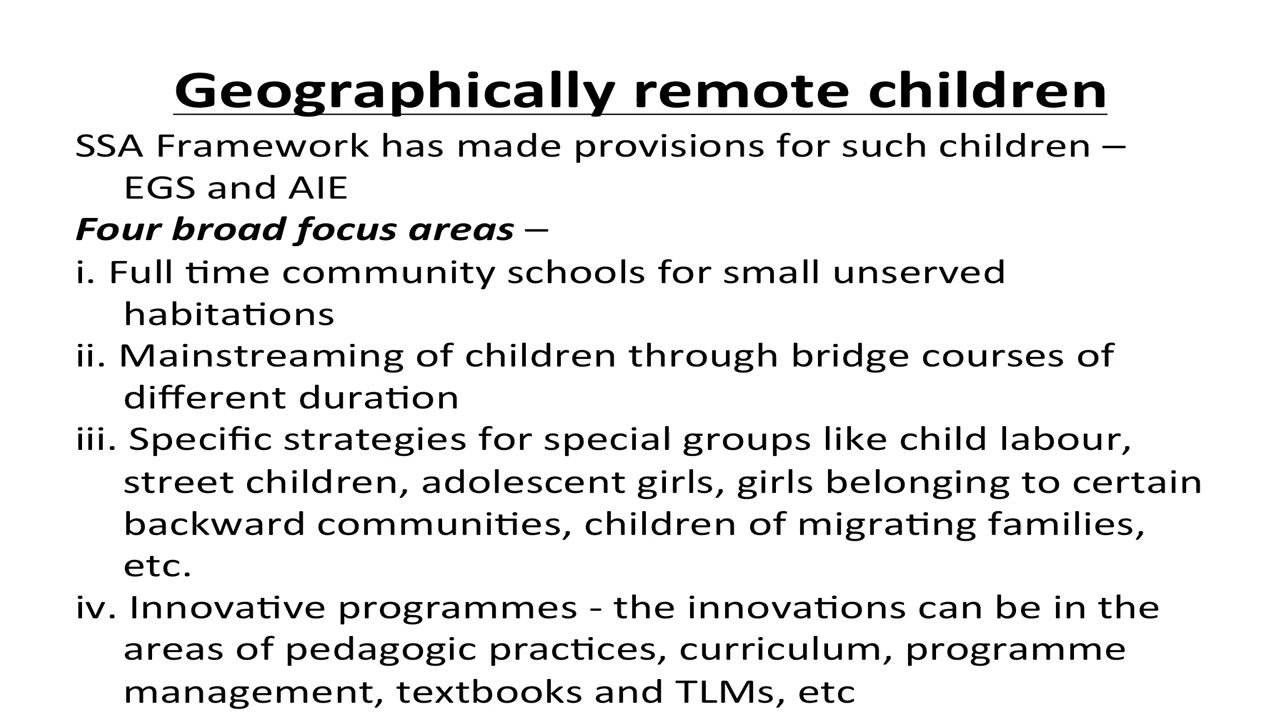 Geographically remote children
SSA Framework has made provisions for such children –
EGS and AIE
Four broad focus areas –
i. Full time community schools for small unserved
habitations
ii. Mainstreaming of children through bridge courses of
different duration
iii. Specific strategies for special groups like child labour,
street children, adolescent girls, girls belonging to certain
backward communities, children of migrating families,
etc.
iv. Innovative programmes - the innovations can be in the
areas of pedagogic practices, curriculum, programme
management, textbooks and TLMs, etc